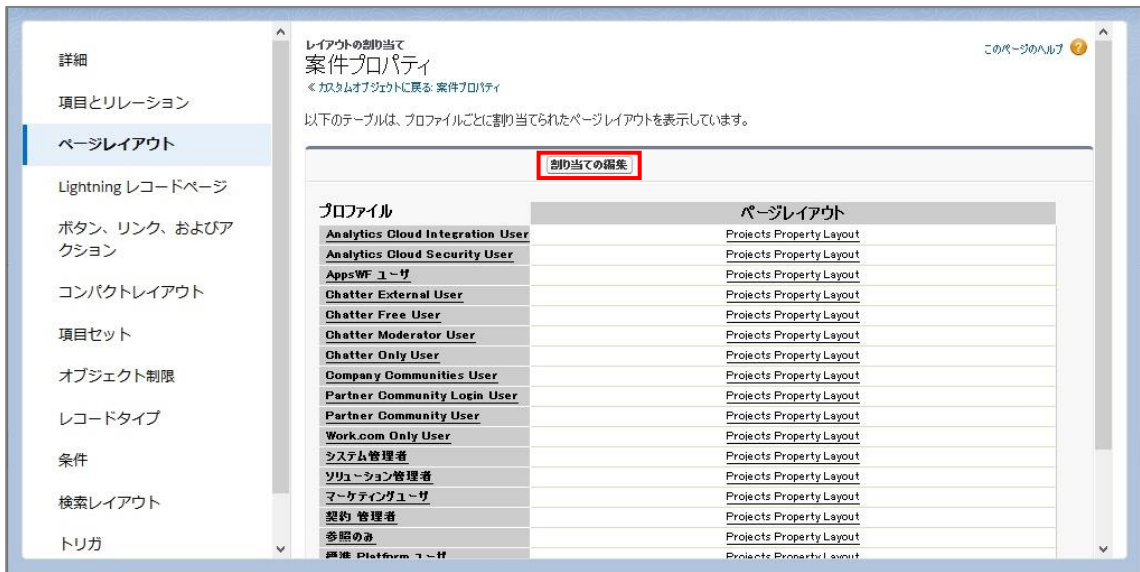 詳細
項目とリレーション
ページレイアウト
Lightning レコードページ
ボタン、リンク、およびア
クション
コンパクトレイアウト
項目セット
オブジェクト制限
レコードタイプ
条件
検索レイアウト
トリガ
レイアウトの割り当て
案件プロパティ
このページのヘルプ
« カスタムオブジェクトに戻る: 案件プロパティ
以下のテーブルは、プロファイルごとに割り当てられたページレイアウトを表示しています。
割り当ての編集
プロファイル ページレイアウト
Analytics Cloud Integration User Projects Property Layout
Analytics Cloud Security User Projects Property Layout
AppsWF ユーザ Projects Property Layout
Chatter External User Projects Property Layout
Chatter Free User Projects Property Layout
Chatter Moderator User Projects Property Layout
Chatter Only User Projects Property Layout
Company Communities User Projects Property Layout
Partner Community Login User Projects Property Layout
Partner Community User Projects Property Layout
Work.com Only User Projects Property Layout
システム管理者 Projects Property Layout
ソリューション管理者 Projects Property Layout
マーケティングユーザ Projects Property Layout
契約 管理者 Projects Property Layout
参照のみ Projects Property Layout
標準 Platform ユーザ Projects Property Layout